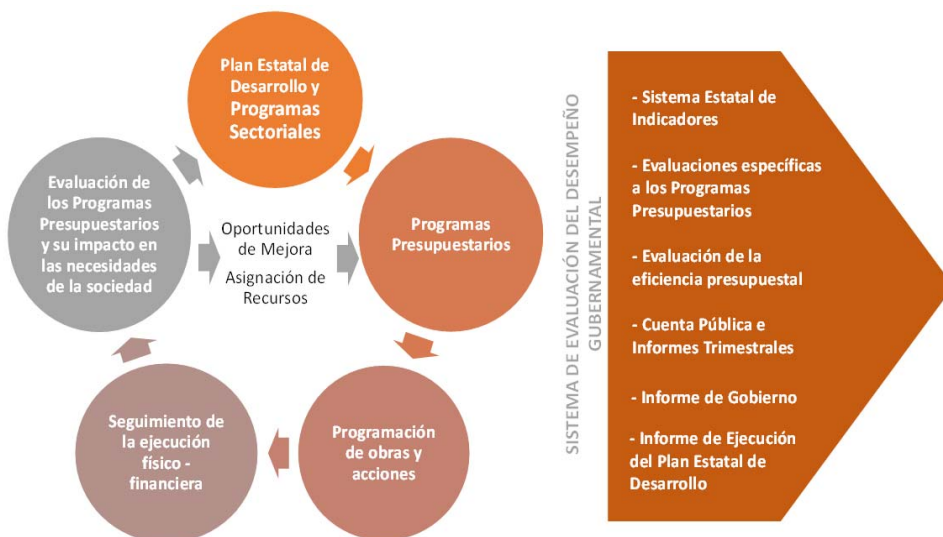 Plan Estatal de
Desarrollo y
Programas
Sectoriales
Evaluación de
los Programas
Presupuestarios
y su impacto en
las necesidades
de la sociedad
Oportunidades
de Mejora
Asignación de
Recursos
Programas
Presupuestarios
Seguimiento de
la ejecución
físico -
financiera
Programación
de obras y
acciones
SISTEMA DE EVALUACIÓN DEL DESEMPEÑO
GUBERNAMENTAL
- Sistema Estatal de
Indicadores
- Evaluaciones específicas
a los Programas
Presupuestarios
- Evaluación de la
eficiencia presupuestal
- Cuenta Pública e
Informes Trimestrales
- Informe de Gobierno
- Informe de Ejecución
del Plan Estatal de
Desarrollo